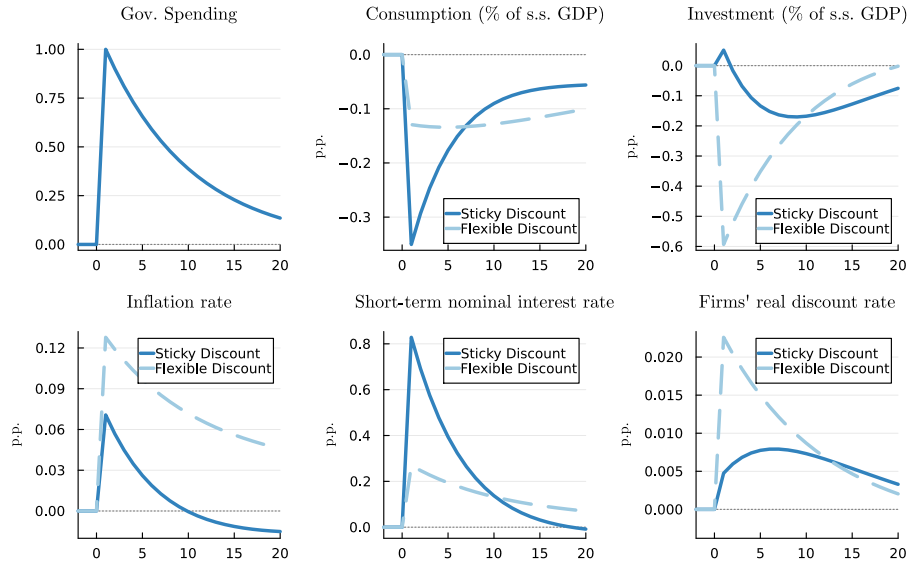 Gov. Spending
1.00
0.75
0.50
0.25
0.00
0 5 10 15 20
Consumption (% of s.s. GDP)
p.p.
0.0
−0.1
−0.2
−0.3
Sticky Discount
Flexible Discount
0 5 10 15 20
Investment (% of s.s. GDP)
p.p.
0.0
−0.1
−0.2
−0.3
−0.4
−0.5
−0.6
Sticky Discount
Flexible Discount
0 5 10 15 20
Inflation rate
p.p.
0.12
0.09
0.06
0.03
0.00
Sticky Discount
Flexible Discount
0 5 10 15 20
Short-term nominal interest rate
p.p.
0.8
0.6
0.4
0.2
0.0
Sticky Discount
Flexible Discount
0 5 10 15 20
Firms' real discount rate
p.p.
0.020
0.015
0.010
0.005
0.000
Sticky Discount
Flexible Discount
0 5 10 15 20